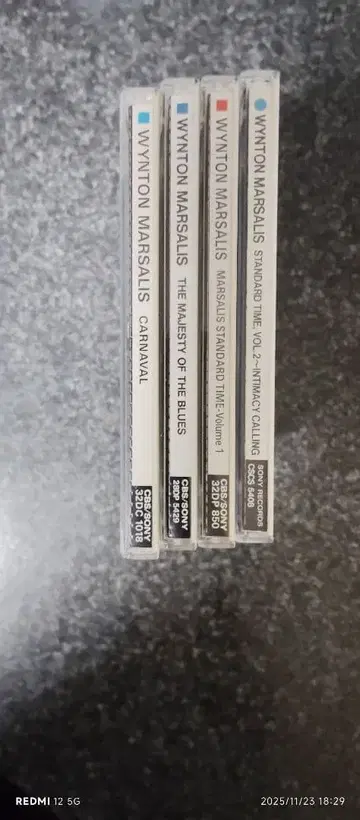 WYNTON MARSALIS CARNAVAL
CBS/SONY
32DC 1018
WYNTON MARSALIS THE MAJESTY OF THE BLUES
CBS/SONY
28DP 5429
WYNTON MARSALIS MARSALIS STANDARD TIME-Volume 1
CBS/SONY
32DP 850
WYNTON MARSALIS STANDARD TIME, VOL.2~INTIMACY CALLING
SONY RECORDS
CSCS 5408
REDMI 12 5G
2025/11/23 18:29